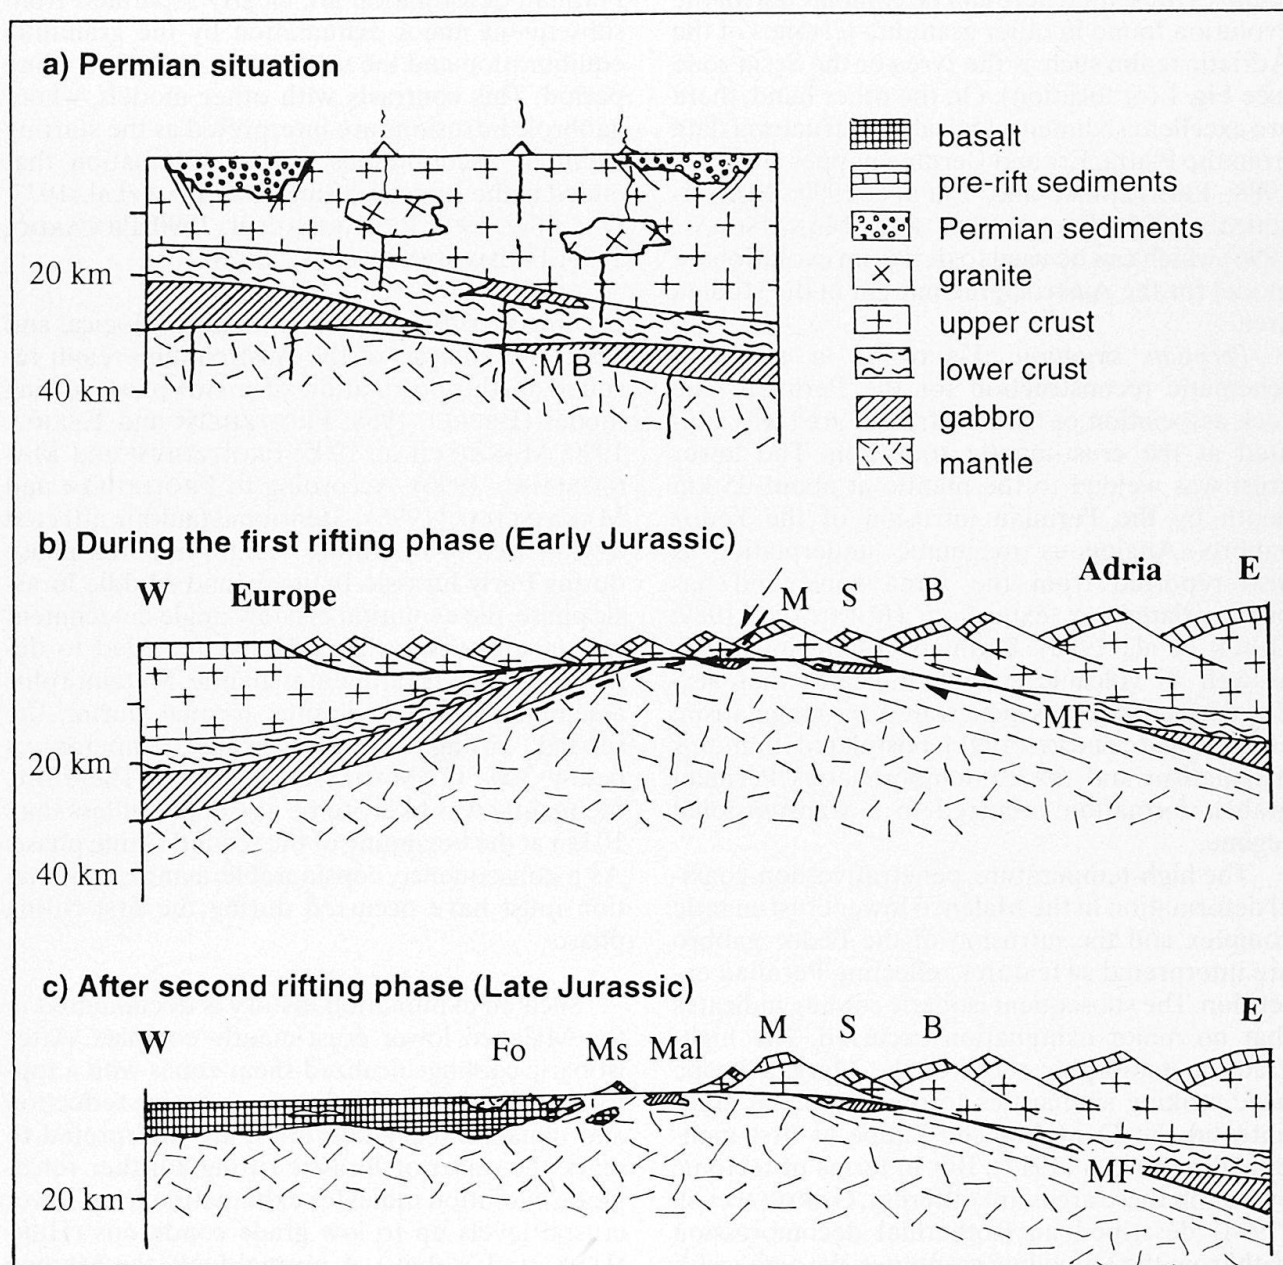 a) Permian situation
basalt
pre-rift sediments
Permian sediments
granite
upper crust
lower crust
gabbro
mantle
20 km
40 km
M B
b) During the first rifting phase (Early Jurassic)
W Europe M S B Adria E
MF
20 km
40 km
c) After second rifting phase (Late Jurassic)
W Fo Ms Mal M S B E
MF
20 km